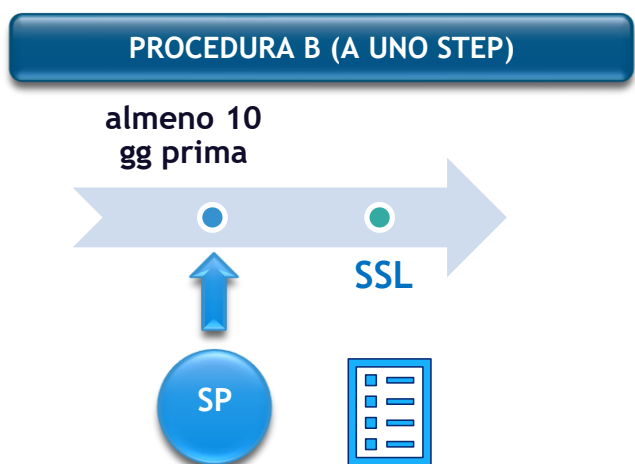 PROCEDURA B (A UNO STEP)
almeno 10
gg prima
SSL
SP